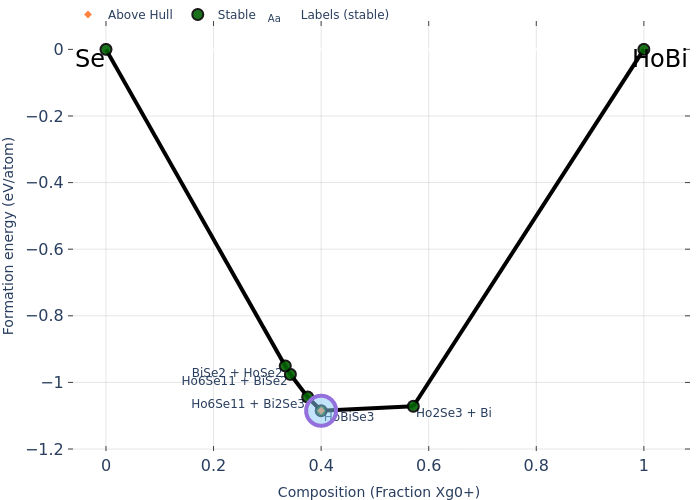 Above Hull Stable Aa Labels (stable)
0
Se
HoBi
−0.2
−0.4
−0.6
Formation energy (eV/atom)
−0.8
BiSe2 + HoSe2
Ho6Se11 + BiSe2
−1
Ho6Se11 + Bi2Se3
HoBiSe3
Ho2Se3 + Bi
−1.2
0 0.2 0.4 0.6 0.8 1
Composition (Fraction Xg0+)